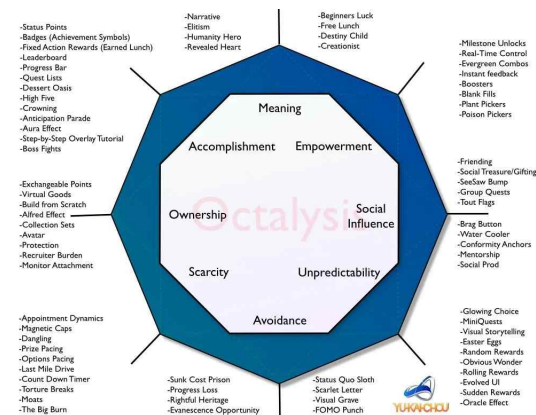 -Narrative
-Elitism
-Humanity Hero
-Revealed Heart
-Beginners Luck
-Free Lunch
-Destiny Child
-Creationist
-Status Points
-Badges (Achievement Symbols)
-Fixed Action Rewards (Earned Lunch)
-Leaderboard
-Progress Bar
-Quest Lists
-Dessert Oasis
-High Five
-Crowning
-Anticipation Parade
-Aura Effect
-Step-by-Step Overlay Tutorial
-Boss Fights
-Milestone Unlocks
-Real-Time Control
-Evergreen Combos
-Instant feedback
-Boosters
-Blank Fills
-Plant Pickers
-Poison Pickers
Meaning
Accomplishment
Empowerment
Octalysis
Ownership
Social
Influence
Scarcity
Unpredictability
Avoidance
-Exchangeable Points
-Virtual Goods
-Build from Scratch
-Alfred Effect
-Collection Sets
-Avatar
-Protection
-Recruiter Burden
-Monitor Attachment
-Friending
-Social Treasure/Gifting
-SeeSaw Bump
-Group Quests
-Tout Flags
-Brag Button
-Water Cooler
-Conformity Anchors
-Mentorship
-Social Prod
-Appointment Dynamics
-Magnetic Caps
-Dangling
-Prize Pacing
-Options Pacing
-Last Mile Drive
-Count Down Timer
-Torture Breaks
-Moats
-The Big Burn
-Sunk Cost Prison
-Progress Loss
-Rightful Heritage
-Evanescence Opportunity
-Status Quo Sloth
-Scarlet Letter
-Visual Grave
-FOMO Punch
-Glowing Choice
-MiniQuests
-Visual Storytelling
-Easter Eggs
-Random Rewards
-Obvious Wonder
-Rolling Rewards
-Evolved UI
-Sudden Rewards
-Oracle Effect
YUKAICHOU